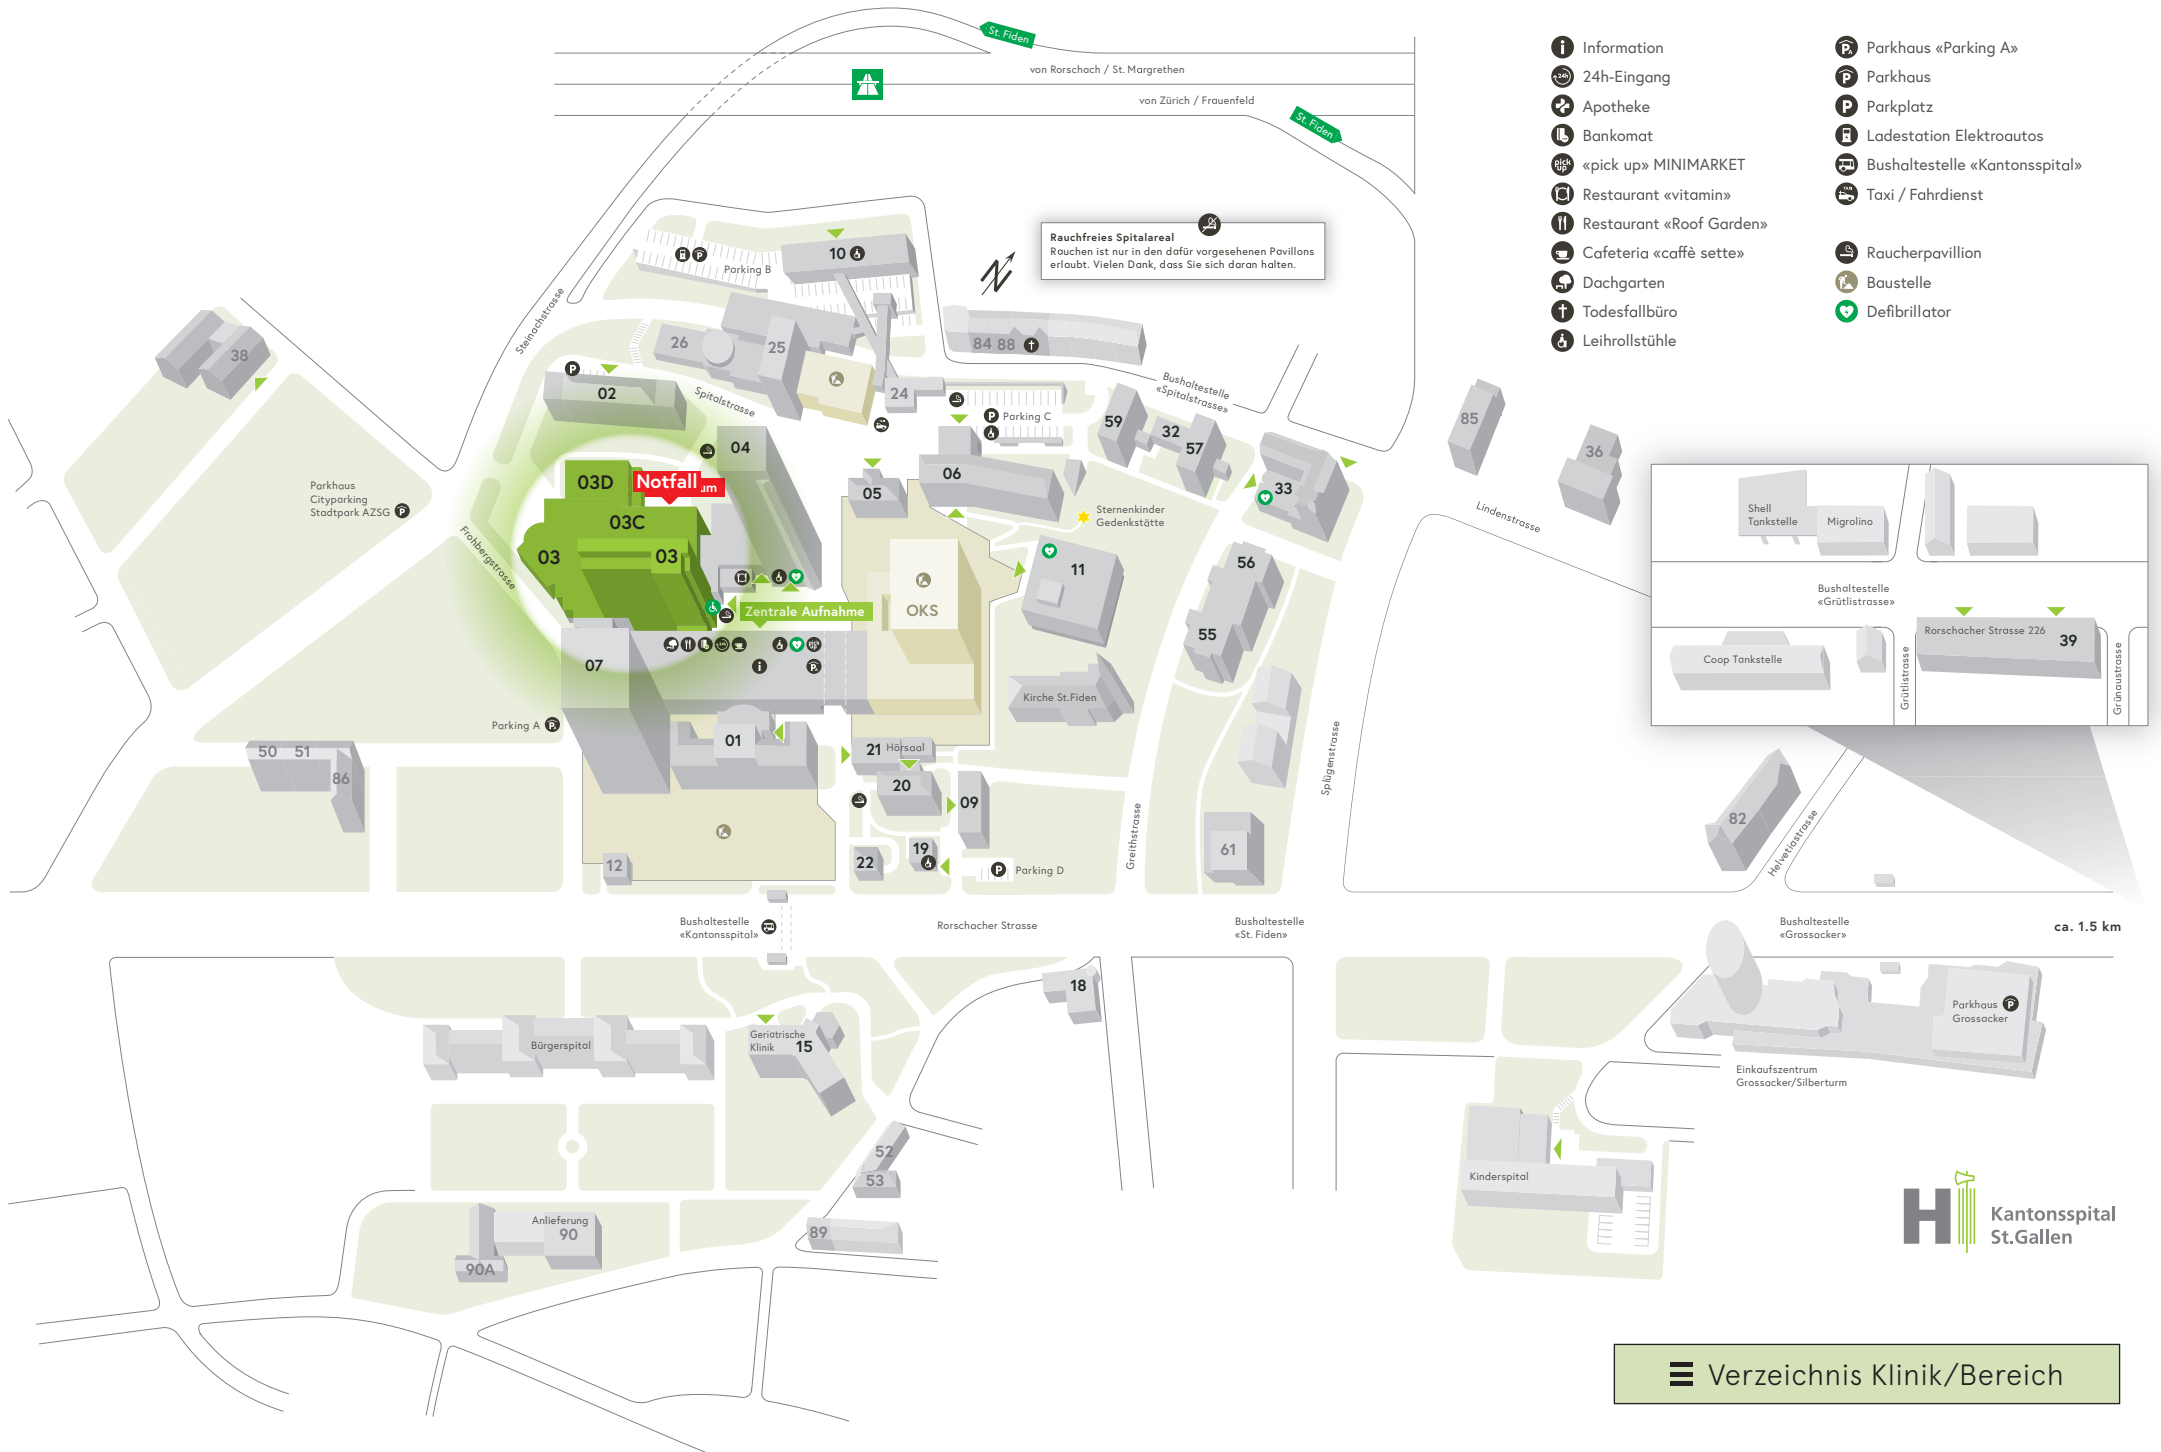 St. Fiden
von Rorschach / St. Margrethen
von Zürich / Frauenfeld
St. Fiden
Information
24h-Eingang
Apotheke
Bankomat
pick up
«pick up» MINIMARKET
Restaurant «vitamin»
Restaurant «Roof Garden»
Cafeteria «caffè sette»
Dachgarten
Todesfallbüro
Leihrollstühle
Parkhaus «Parking A»
Parkhaus
Parkplatz
Ladestation Elektroautos
Bushaltestelle «Kantonsspital»
Taxi / Fahrdienst
Raucherpavillion
Baustelle
Defibrillator
Rauchfreies Spitalareal
Rauchen ist nur in den dafür vorgesehenen Pavillons
erlaubt. Vielen Dank, dass Sie sich daran halten.
N
10
Parking B
Steinachstrasse
38
26
25
84 88
02
Spitalstrasse
24
Bushaltestelle
«Spitalstrasse»
Parking C
59
32
57
85
36
04
03D
Notfall
um
03C
03
03
05
06
33
Sternenkinder
Gedenkstätte
Lindenstrasse
Parkhaus
Cityparking
Stadtpark AZSG
Frohbergstrasse
11
56
55
OKS
Zentrale Aufnahme
07
Kirche St.Fiden
Shell
Tankstelle
Migrolino
Bushaltestelle
«Grütlistrasse»
Rorschacher Strasse 226
39
Coop Tankstelle
Grütlistrasse
Grünaustrasse
Parking A
50 51
86
01
21 Hörsaal
20
09
Splügenstrasse
Greithstrasse
61
82
Helvetiastrasse
12
22
19
Parking D
Bushaltestelle
«Kantonsspital»
Rorschacher Strasse
Bushaltestelle
«St. Fiden»
Bushaltestelle
«Grossacker»
ca. 1.5 km
18
Bürgerspital
Geriatrische
Klinik 15
Parkhaus
Grossacker
Einkaufszentrum
Grossacker/Silberturm
52
53
89
Kinderspital
Anlieferung
90
90A
Kantonsspital
St.Gallen
Verzeichnis Klinik/Bereich